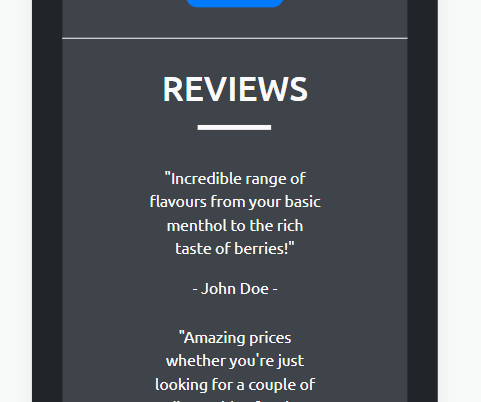 REVIEWS
"Incredible range of
flavours from your basic
menthol to the rich
taste of berries!"
- John Doe -
"Amazing prices
whether you're just
looking for a couple of